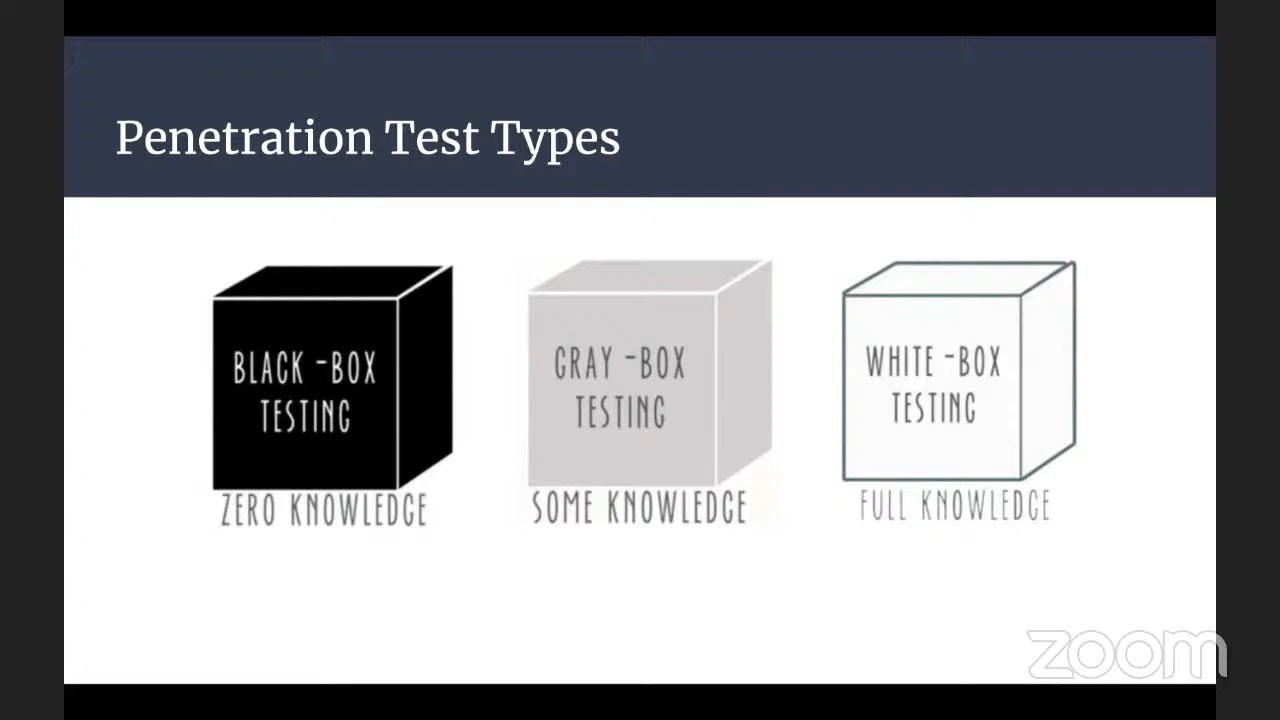 Penetration Test Types
BLACK -BOX
TESTING
ZERO KNOWLEDGE
GRAY -BOX
TESTING
SOME KNOWLEDGE
WHITE -BOX
TESTING
FULL KNOWLEDGE
zoom